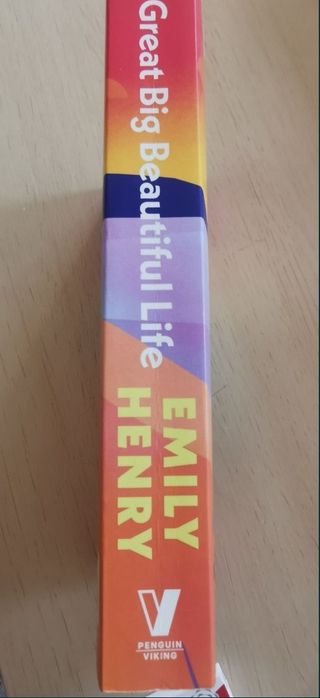 Great Big Beautiful Life
EMILY
HENRY
PENGUIN
VIKING